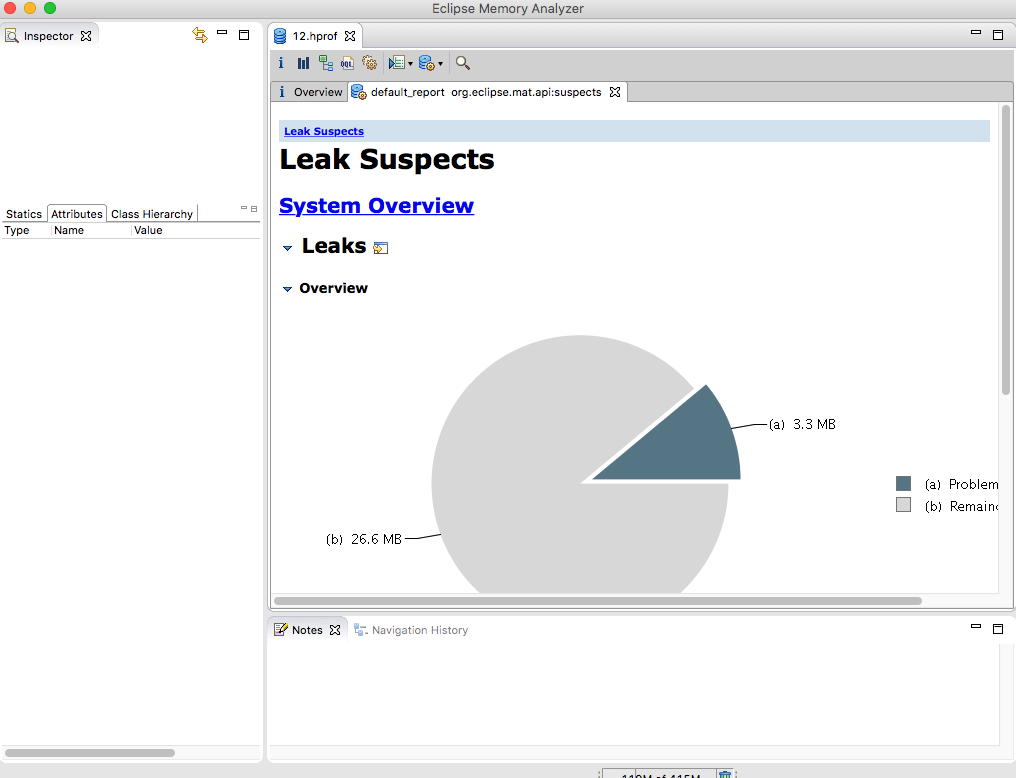 Eclipse Memory Analyzer
Inspector
12.hprof
OQL
i Overview
default_report org.eclipse.mat.api:suspects
Leak Suspects
Leak Suspects
System Overview
Leaks
Overview
Statics Attributes Class Hierarchy
Type Name Value
(a) 3.3 MB
(b) 26.6 MB
(a) Problem
(b)
Notes
Navigation History